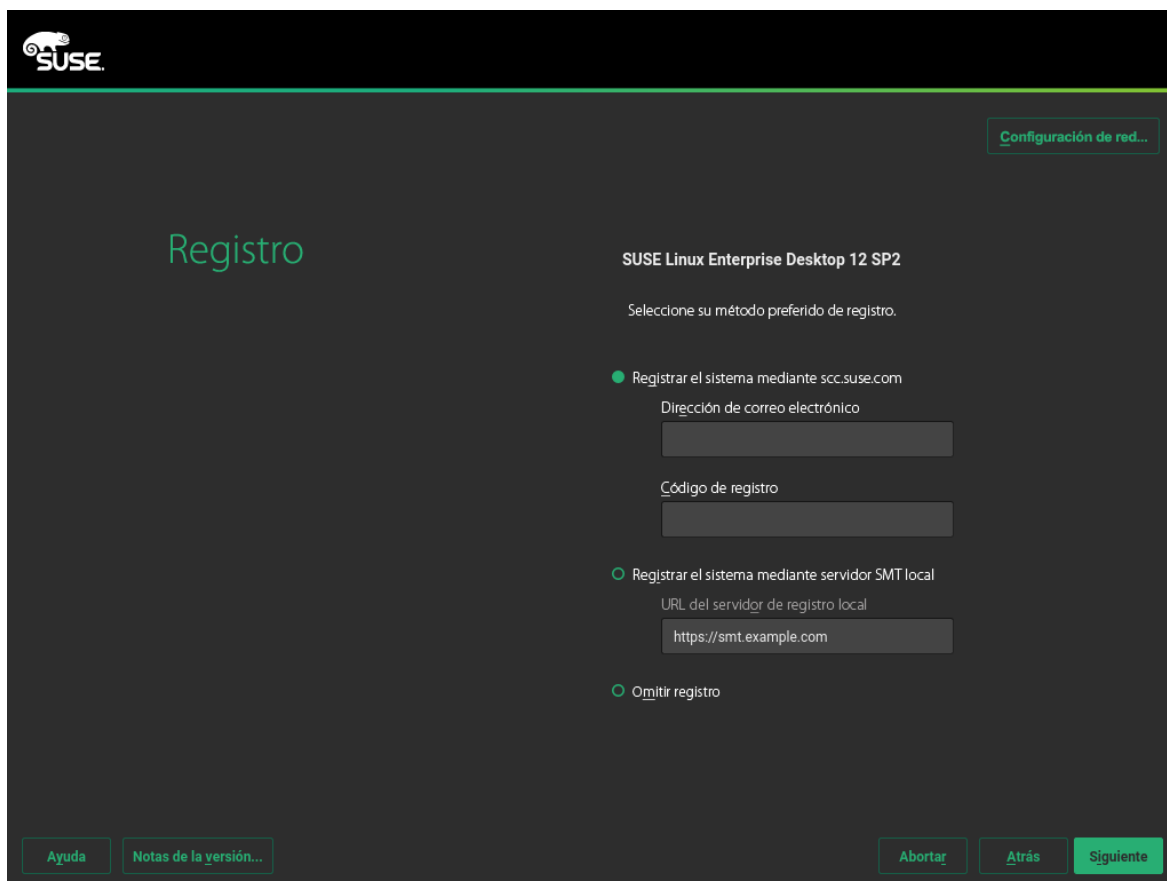 SUSE.
Configuración de red...
Registro
SUSE Linux Enterprise Desktop 12 SP2
Seleccione su método preferido de registro.
Registrar el sistema mediante scc.suse.com
Dirección de correo electrónico
Código de registro
Registrar el sistema mediante servidor SMT local
URL del servidor de registro local
https://smt.example.com
Omitir registro
Ayuda
Notas de la versión...
Abortar
Atrás
Siguiente